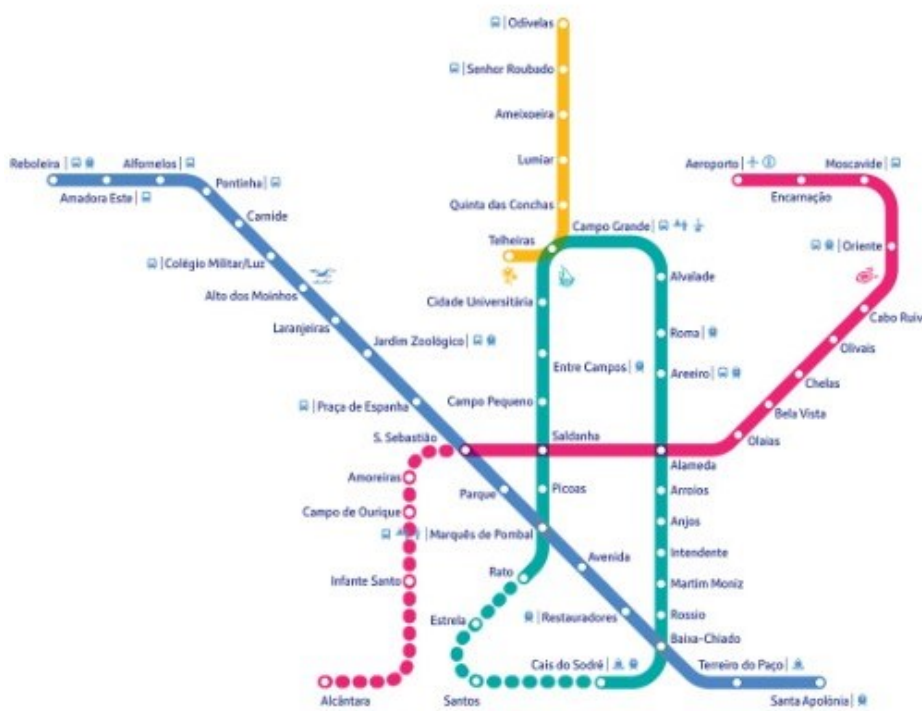 Odivelas
Senhor Roubado
Ameixoeira
Lumiar
Reboleira
Alfornelos
Aeroporto
Moscavide
Amadora Este
Pontinha
Encarnação
Quinta das Conchas
Carnide
Telheiras
Campo Grande
Oriente
Colégio Militar/Luz
Alvalade
Alto dos Moinhos
Cidade Universitária
Cabo Ruiv
Laranjeiras
Roma
Jardim Zoológico
Olivais
Entre Campos
Areeiro
Chelas
Praça de Espanha
Campo Pequeno
Bela Vista
S. Sebastião
Saldanha
Olaias
Alameda
Amoreiras
Parque
Picoas
Arroios
Campo de Ourique
Anjos
Marquês de Pombal
Intendente
Avenida
Rato
Infante Santo
Martim Moniz
Estrela
Restauradores
Rossio
Baixa-Chiado
Cais do Sodré
Terreiro do Paço
Alcântara
Santos
Santa Apolónia